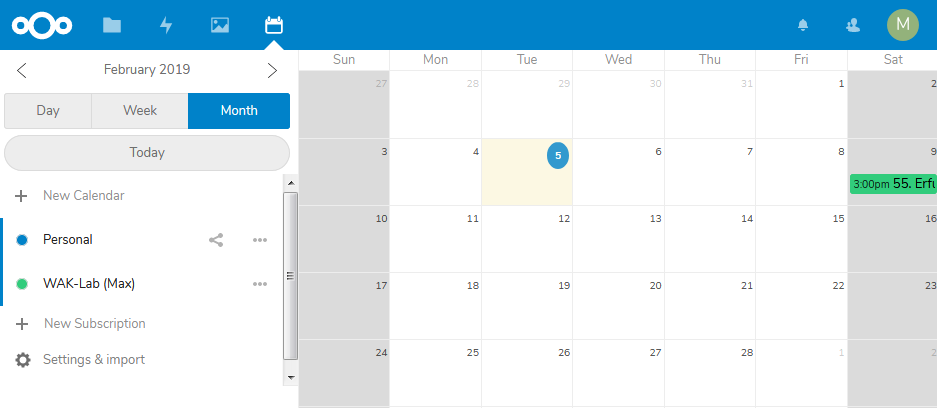 M
February 2019
Day Week Month
Today
New Calendar
Personal
WAK-Lab (Max)
New Subscription
Settings & import
Sun Mon Tue Wed Thu Fri Sat
27 28 29 30 31 1 2
3 4 5 6 7 8 9
3:00pm 55. Erfu
10 11 12 13 14 15 16
17 18 19 20 21 22 23
24 25 26 27 28 1 2